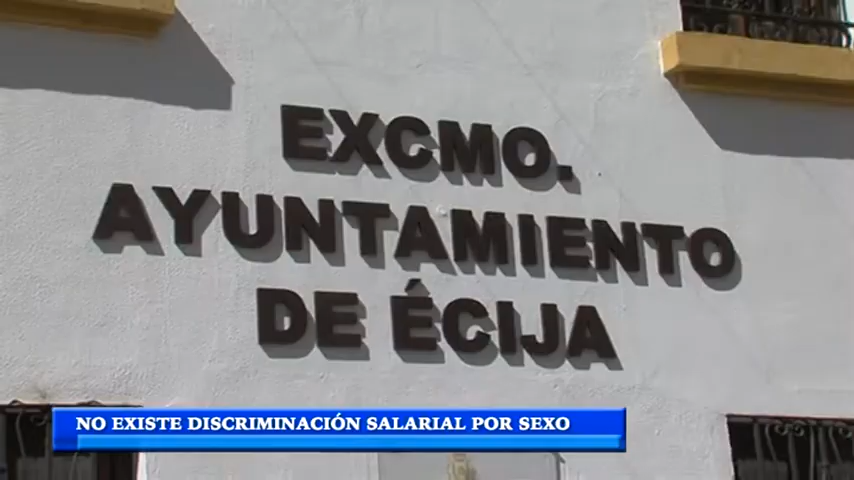 EXCMO.
AYUNTAMIENTO
DE ÉCIJA
NO EXISTE DISCRIMINACIÓN SALARIAL POR SEXO